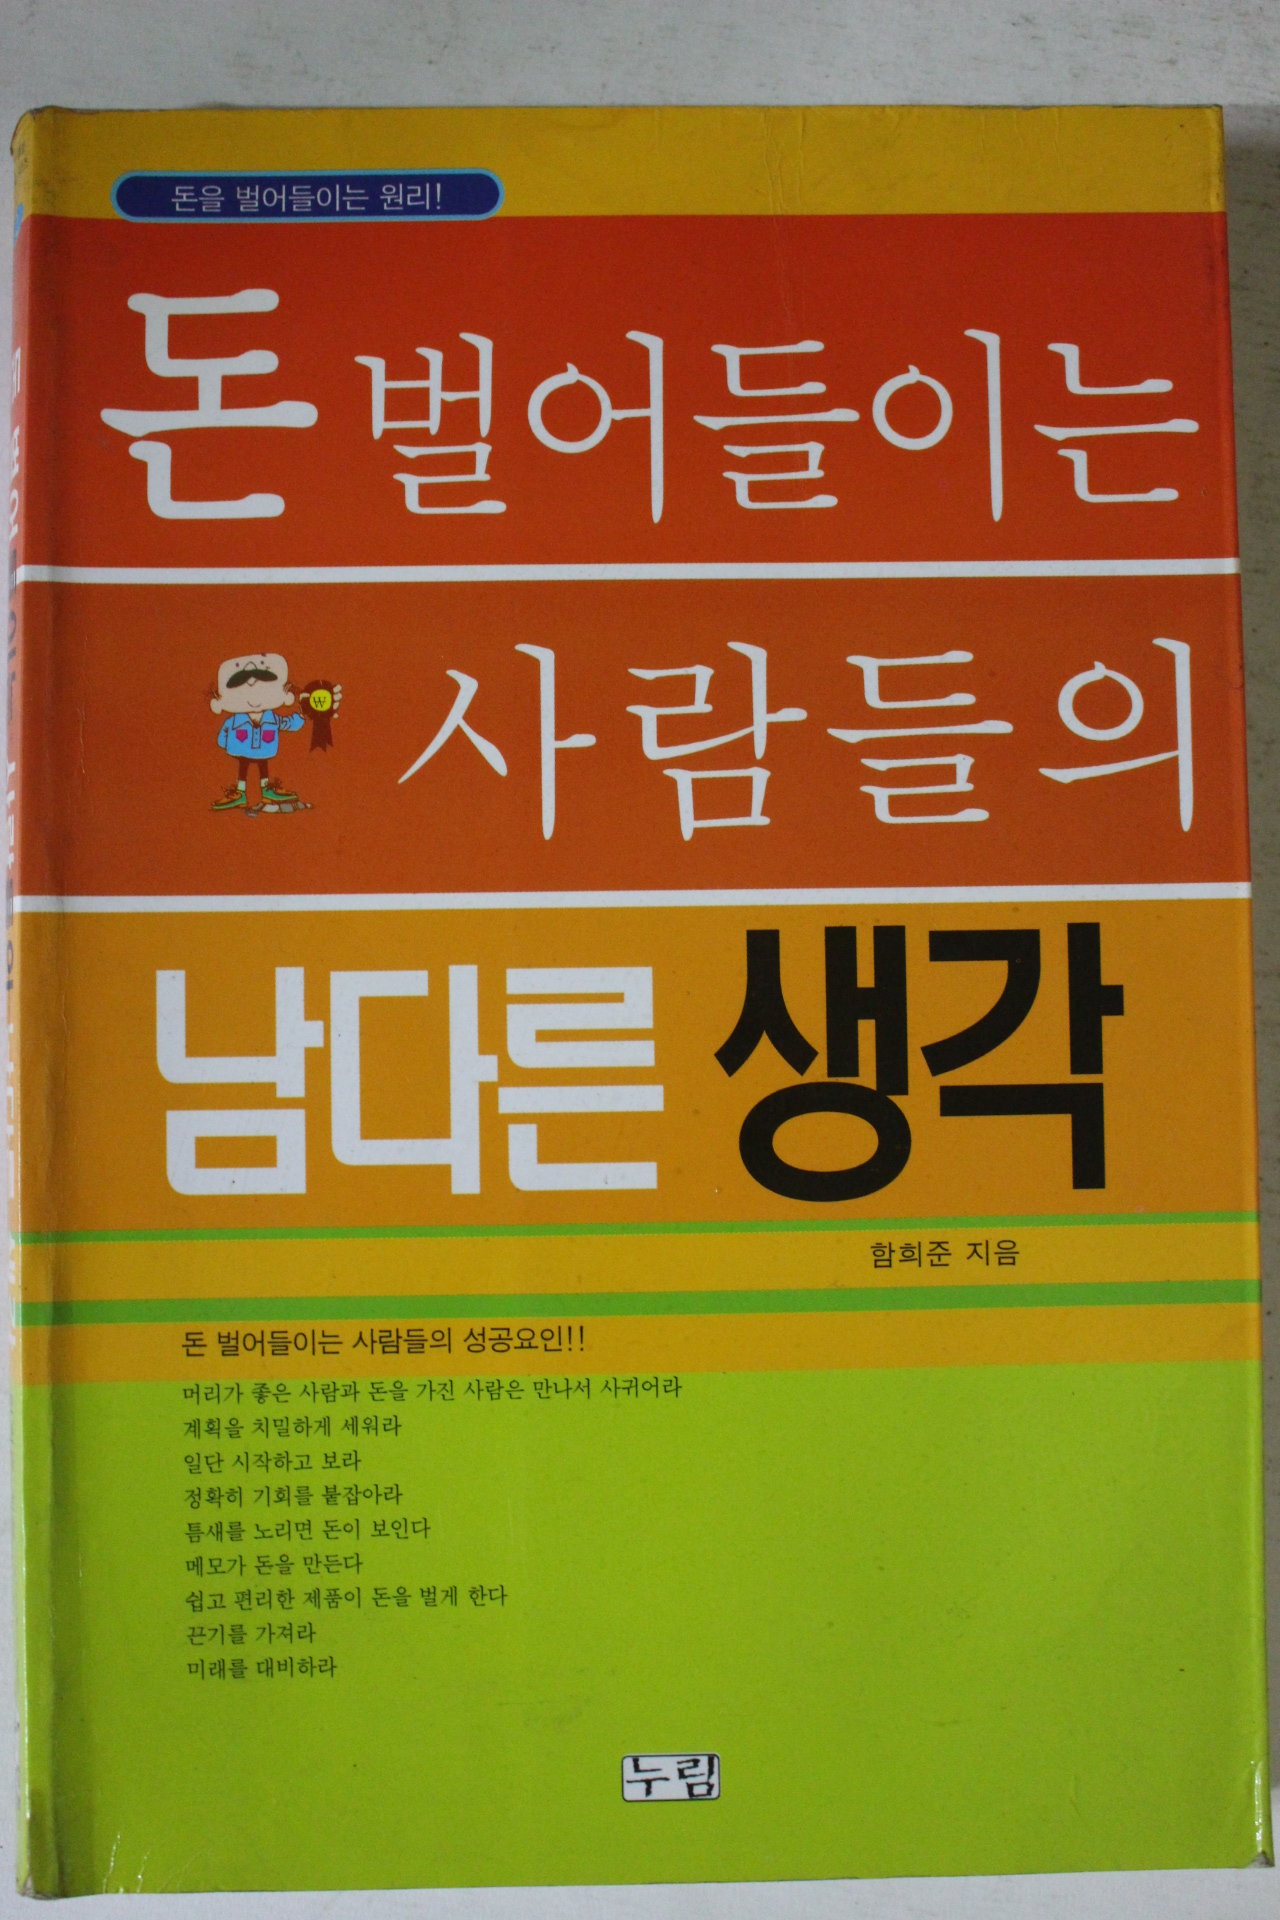 돈을 벌어들이는 원리!
돈 벌어들이는
사람들의
₩
남다른 생각
함희준 지음
돈 벌어들이는 사람들의 성공요인!!
머리가 좋은 사람과 돈을 가진 사람은 만나서 사귀어라
계획을 치밀하게 세워라
일단 시작하고 보라
정확히 기회를 붙잡아라
틈새를 노리면 돈이 보인다
메모가 돈을 만든다
쉽고 편리한 제품이 돈을 벌게 한다
끈기를 가져라
미래를 대비하라
누림